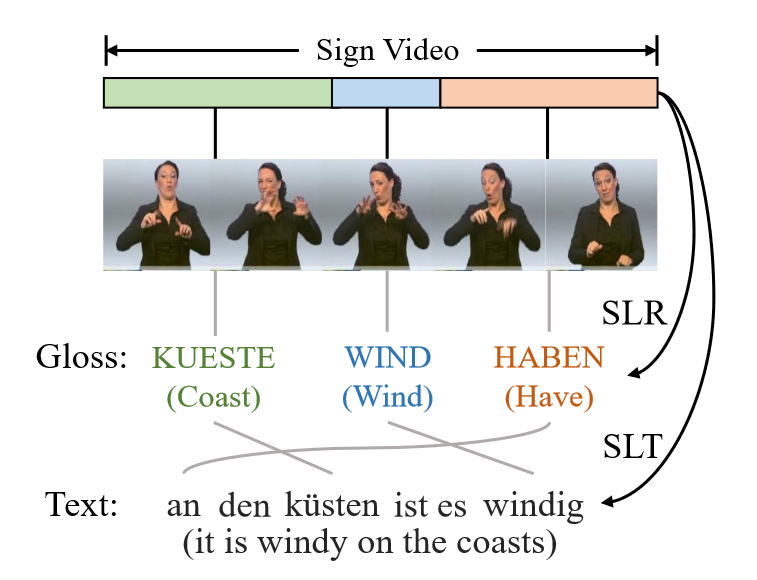 Sign Video
SLR
Gloss: KUESTE WIND HABEN
(Coast) (Wind) (Have)
SLT
Text: an den küsten ist es windig
(it is windy on the coasts)